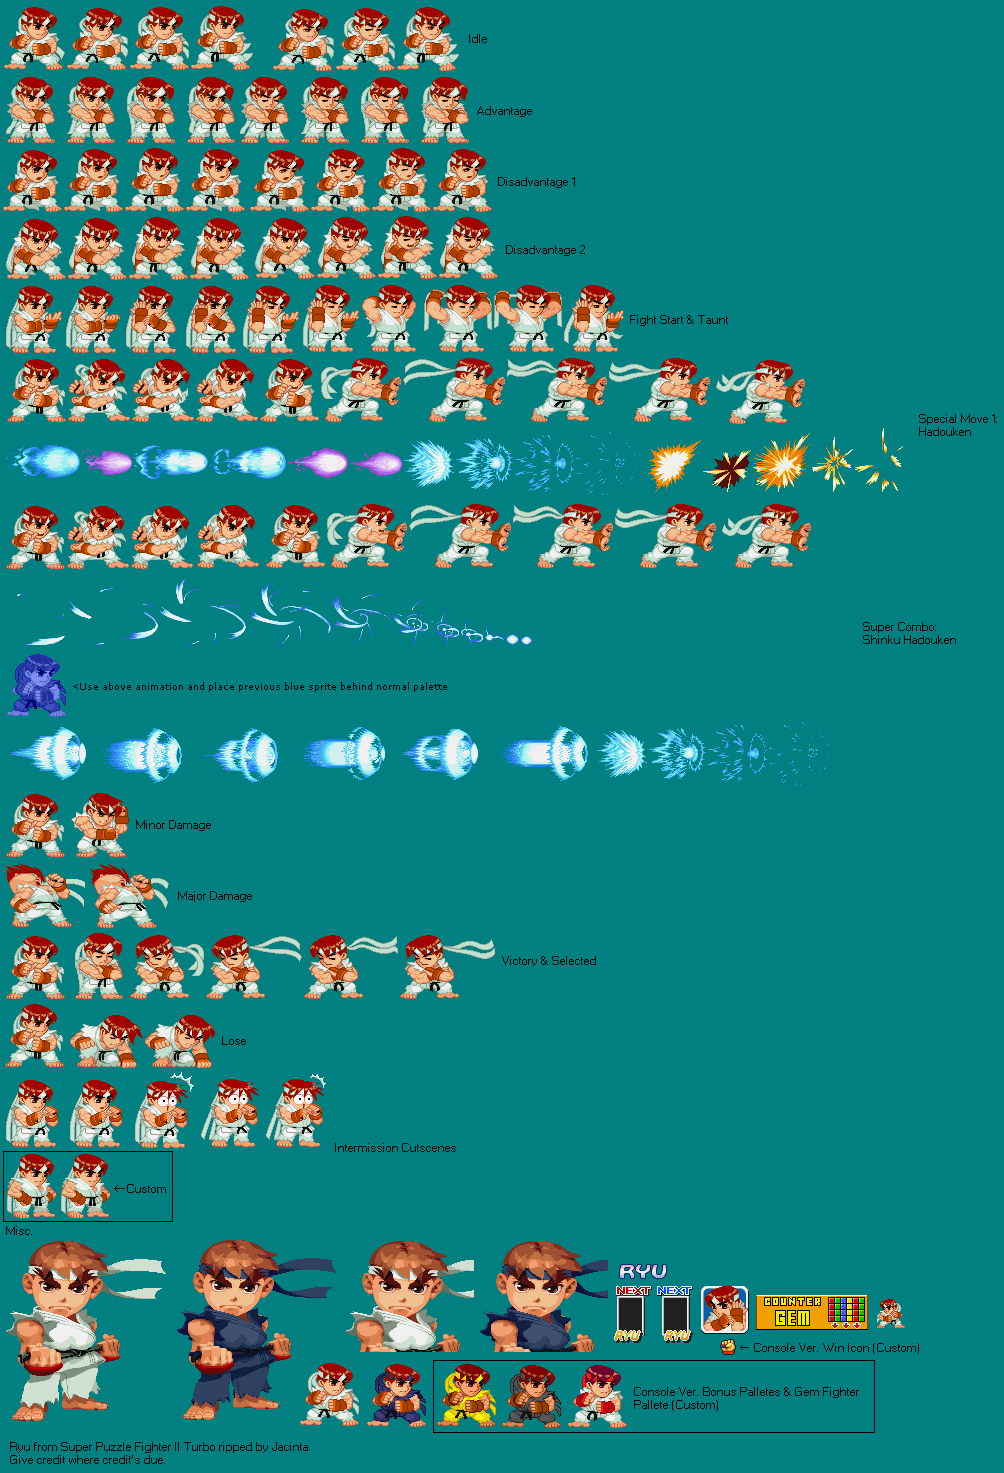 Idle
Advantage
Disadvantage 1
Disadvantage 2
Fight Start & Taunt
Special Move 1:
Hadouken
Super Combo:
Shinku Hadouken
<Use above animation and place previous blue sprite behind normal palette
Minor Damage
Major Damage
Victory & Selected
Lose
Intermission Cutscenes
←Custom
Misc.
RYU
NEXT
NEXT
RYU
RYU
COUNTER
GEM
← Console Ver. Win Icon (Custom)
Console Ver. Bonus Palletes & Gem Fighter
Pallete (Custom)
Ryu from Super Puzzle Fighter II Turbo ripped by Jacinta.
Give credit where credit's due.